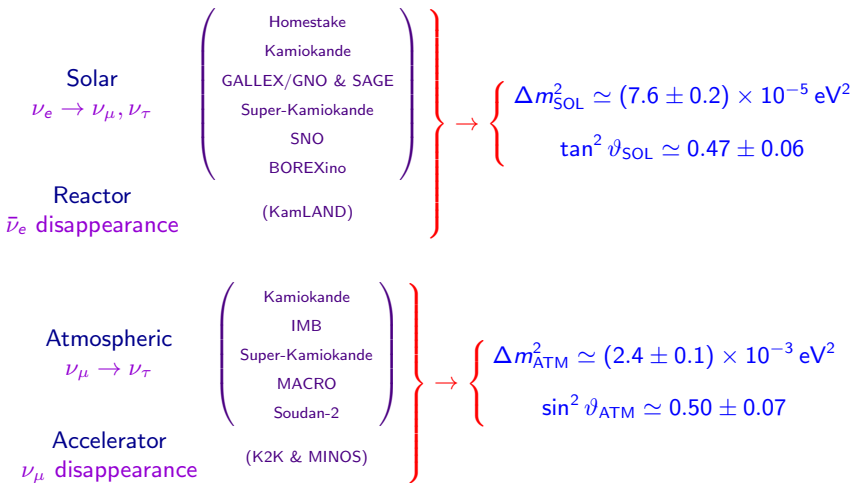 Solar
νe → νμ, ντ
Homestake
Kamiokande
GALLEX/GNO & SAGE
Super-Kamiokande
SNO
BOREXino
Reactor
ν̄e disappearance
(KamLAND)
→
Δm²SOL ≃ (7.6 ± 0.2) × 10⁻⁵ eV²
tan² ϑSOL ≃ 0.47 ± 0.06
Atmospheric
νμ → ντ
Kamiokande
IMB
Super-Kamiokande
MACRO
Soudan-2
Accelerator
νμ disappearance
(K2K & MINOS)
→
Δm²ATM ≃ (2.4 ± 0.1) × 10⁻³ eV²
sin² ϑATM ≃ 0.50 ± 0.07